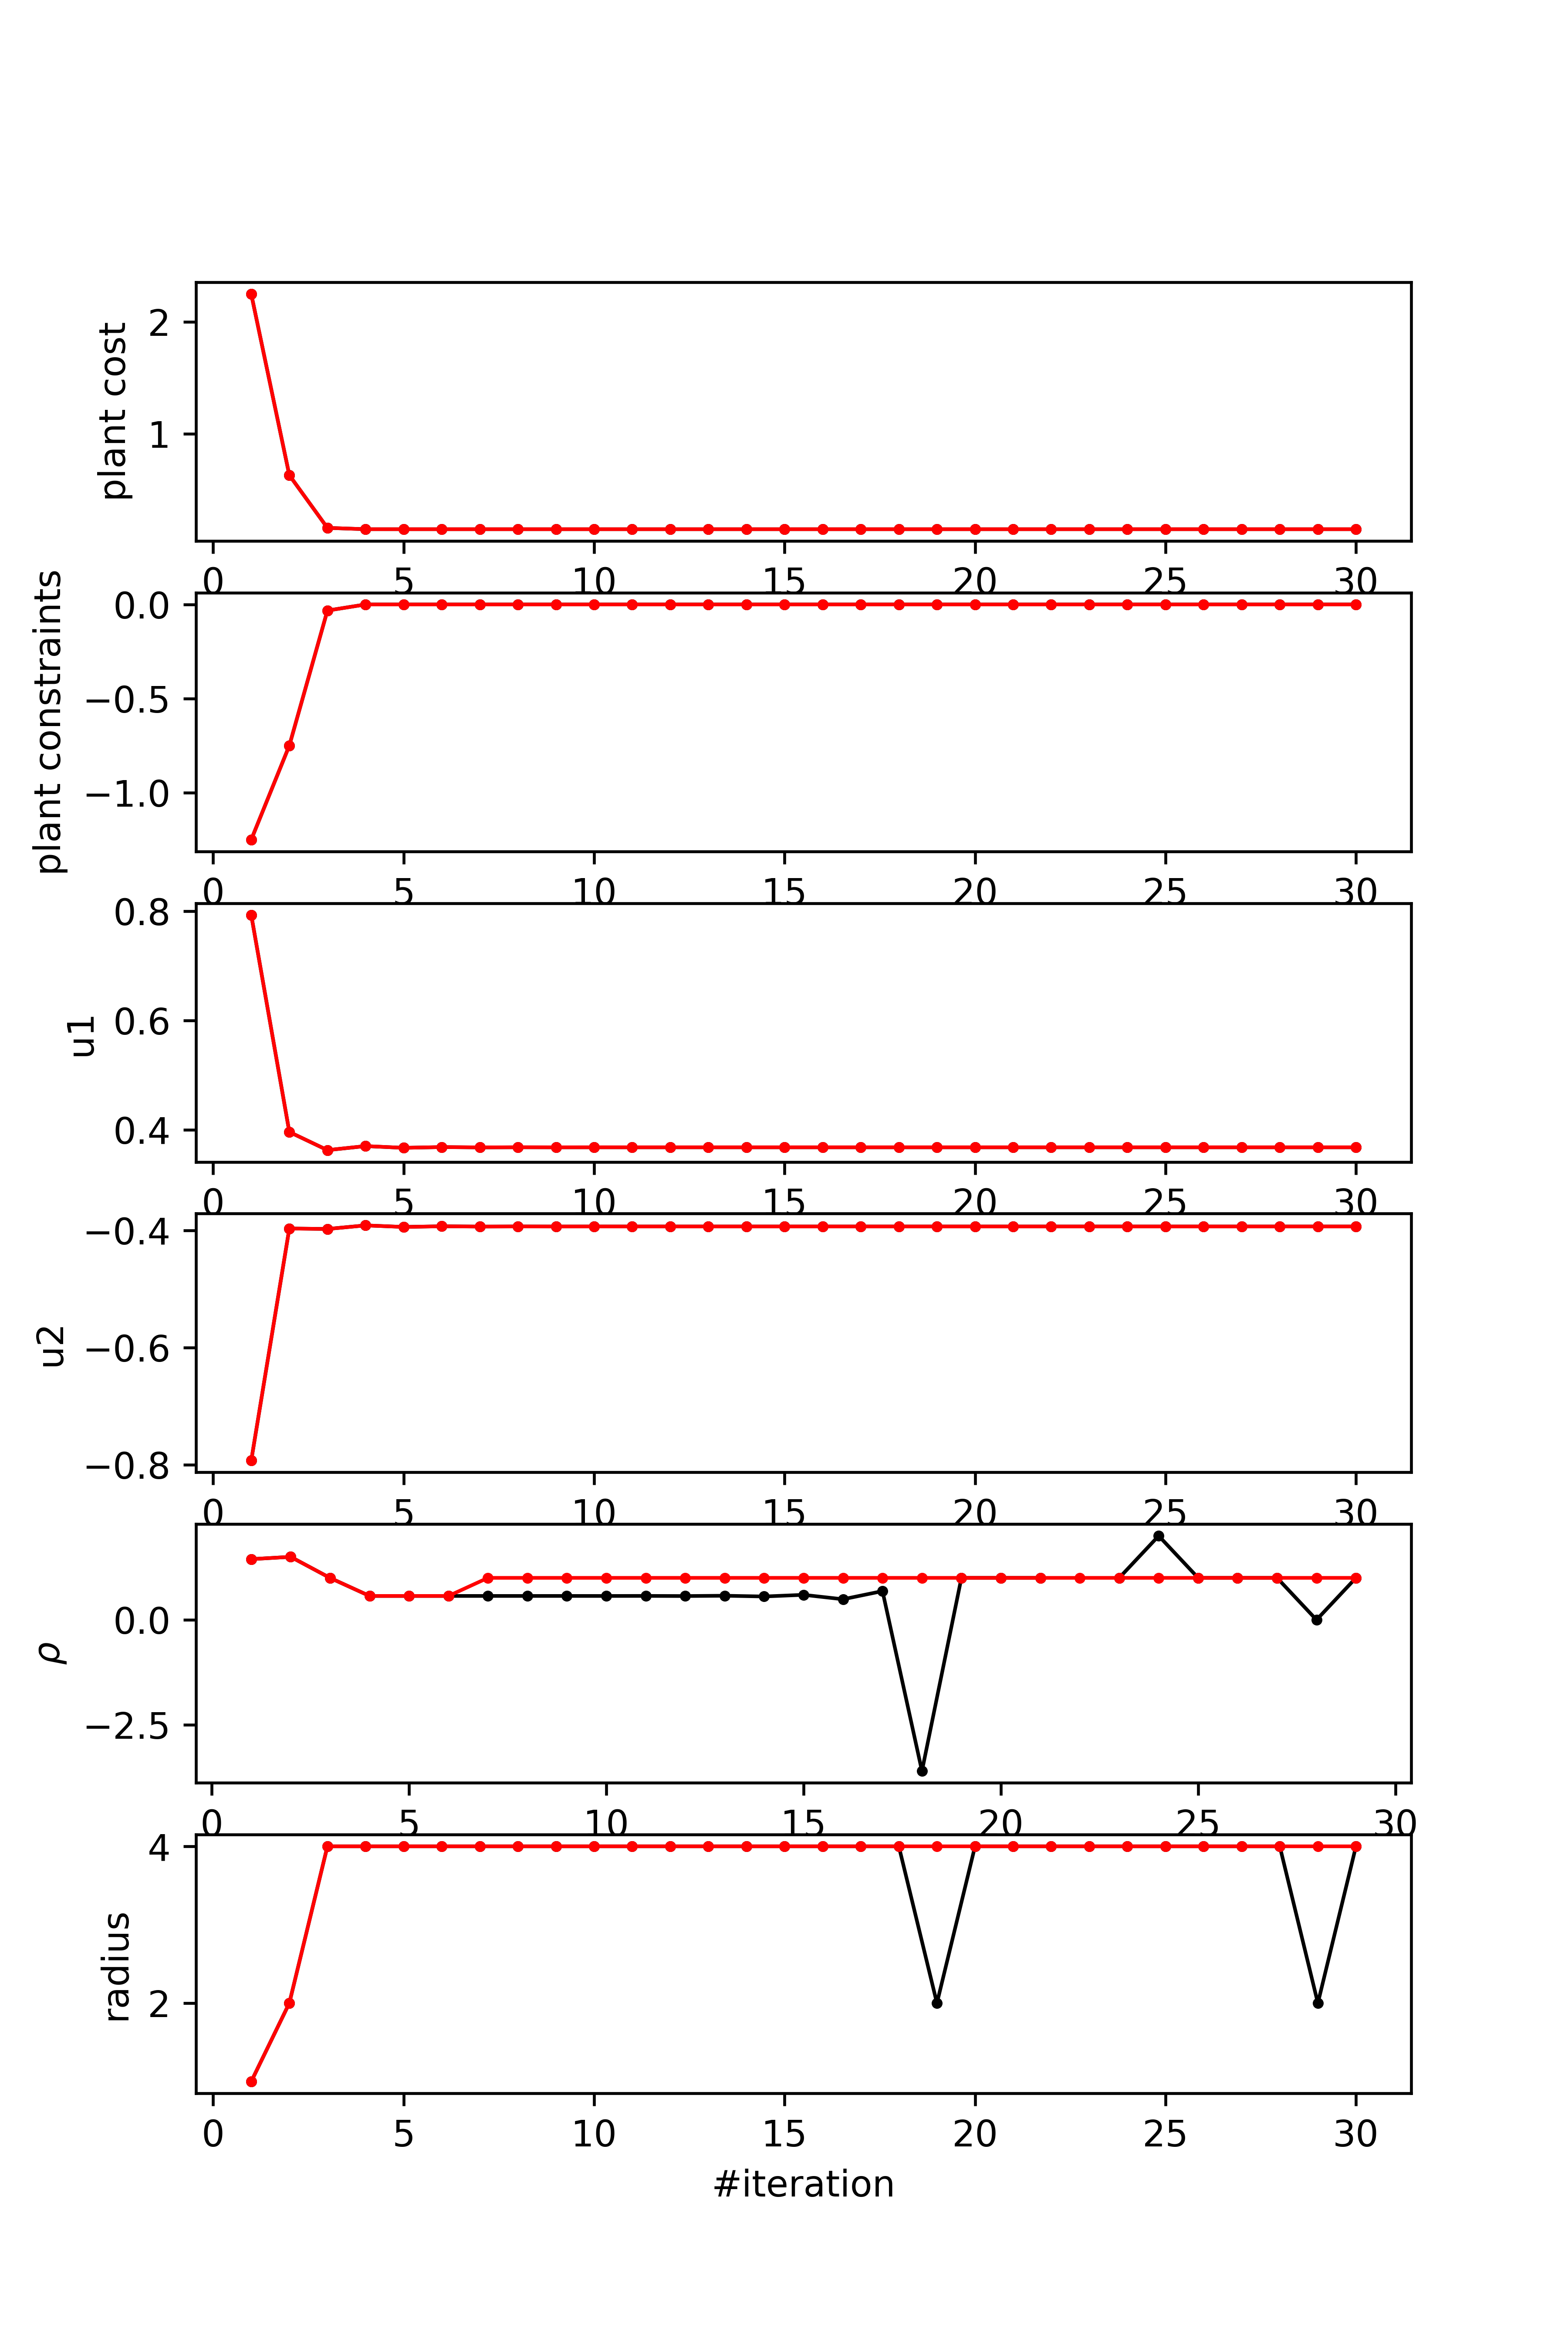 plant cost
2
1
0 5 10 15 20 25 30
plant constraints
0.0
−0.5
−1.0
0 5 10 15 20 25 30
u1
0.8
0.6
0.4
0 5 10 15 20 25 30
u2
−0.4
−0.6
−0.8
0 5 10 15 20 25 30
ρ
0.0
−2.5
0 5 10 15 20 25 30
radius
4
2
0 5 10 15 20 25 30
#iteration